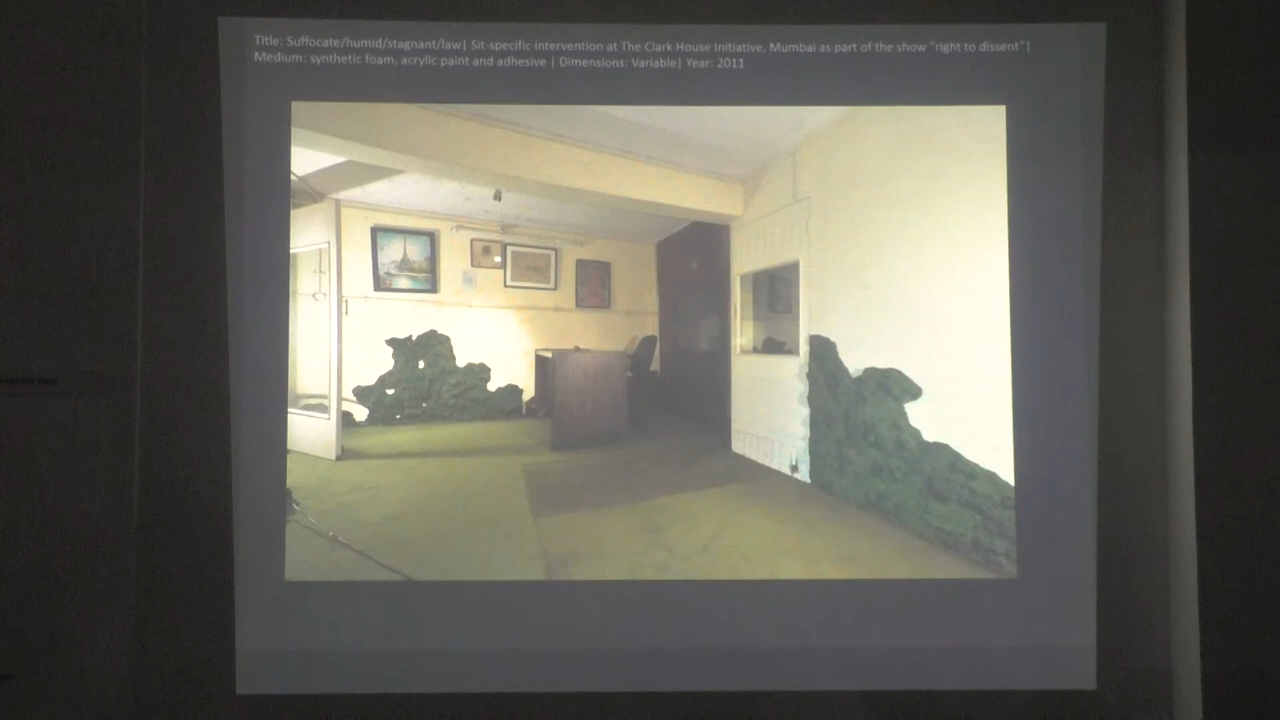 Title: Suffocate/humid/stagnant/law| Sit-specific intervention at The Clark House Initiative, Mumbai as part of the show "right to dissent"|
Medium: synthetic foam, acrylic paint and adhesive | Dimensions: Variable| Year: 2011